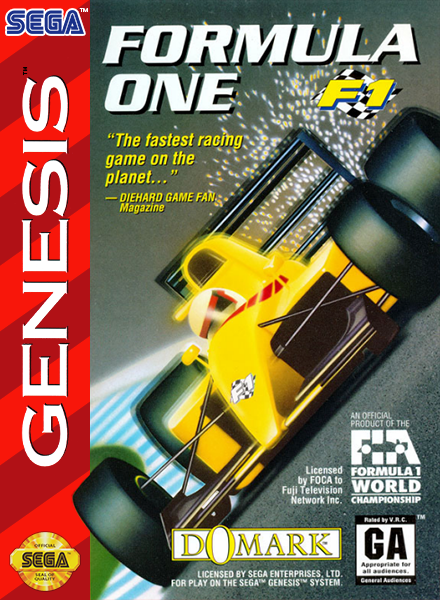 SEGA™
GENESIS™
FORMULA
ONE
F1
"The fastest racing
game on the
planet..."
— DIEHARD GAME FAN
Magazine
AN OFFICIAL
PRODUCT OF THE
FIA
FORMULA 1
WORLD
CHAMPIONSHIP
Licensed
by FOCA to
Fuji Television
Network Inc.
DOMARK
LICENSED BY SEGA ENTERPRISES, LTD.
FOR PLAY ON THE SEGA™ GENESIS™ SYSTEM.
Rated by V.R.C.
GA
Appropriate for
all audiences.
General Audiences
OFFICIAL
SEGA
SEAL OF
QUALITY